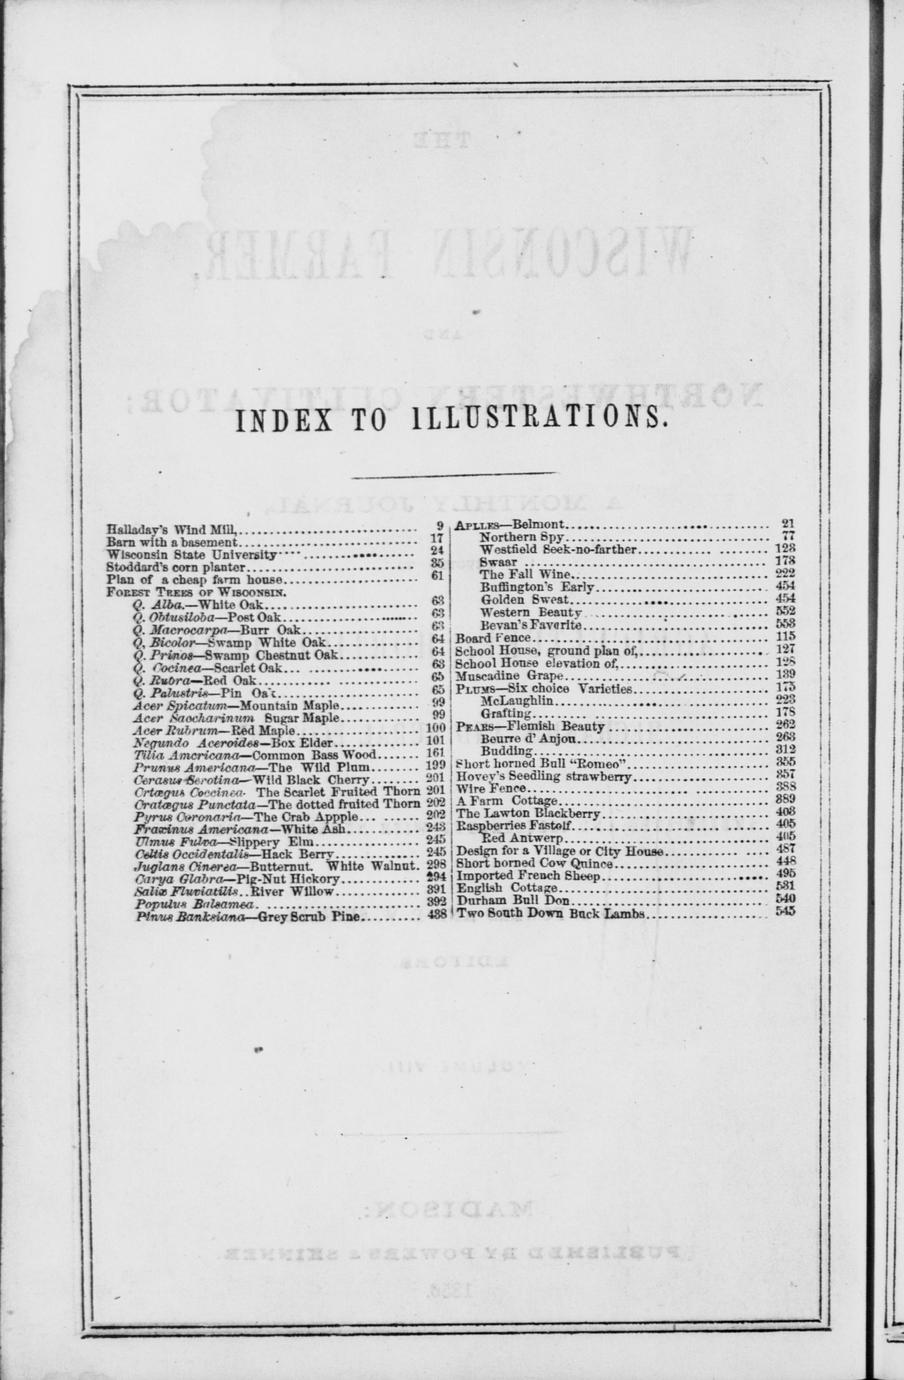 INDEX TO ILLUSTRATIONS.
Halladay's Wind Mill, 9
Barn with a basement 17
Wisconsin State University 24
Stoddard's corn planter 35
Plan of a cheap farm house 61
FOREST TREES OF WISCONSIN.
Q. Alba.—White Oak 63
Q. Obtusiloba—Post Oak 63
Q. Macrocarpa—Burr Oak 63
Q. Bicolor—Swamp White Oak 64
Q. Prinos—Swamp Chestnut Oak 64
Q. Cocinea—Scarlet Oak 63
Q. Rubra—Red Oak 65
Q. Palustris—Pin Oak 65
Acer Spicatum—Mountain Maple 99
Acer Saocharinum Sugar Maple 99
Acer Rubrum—Red Maple 100
Negundo Aceroides—Box Elder 101
Tilia Amcricana—Common Bass Wood 161
Prunus Americana—The Wild Plum 199
Cerasus Serotina—Wild Black Cherry 201
Crtægus Coccinea- The Scarlet Fruited Thorn 201
Cratægus Punctata—The dotted fruited Thorn 202
Pyrus Coronaria—The Crab Appple 202
Fraxinus Americana—White Ash 243
Ulmus Fulva—Slippery Elm 245
Celtis Occidentalis—Hack Berry 245
Juglans Cinerea—Butternut. White Walnut. 298
Carya Glabra—Pig-Nut Hickory 294
Salix Fluviatilis..River Willow 391
Populus Balsamea. 392
Pinus Banksiana—Grey Scrub Pine 438
APLLES—Belmont 21
Northern Spy 77
Westfield Seek-no-farther 123
Swaar 178
The Fall Wine 222
Buffington's Early 454
Golden Sweat 454
Western Beauty 552
Bevan's Favorite 553
Board Fence 115
School House, ground plan of, 127
School House elevation of, 128
Muscadine Grape 139
PLUMS—Six choice Varieties 175
McLaughlin 223
Grafting 178
PEARS—Flemish Beauty 262
Beurre d'Anjou 263
Budding 312
Short horned Bull "Romeo" 355
Hovey's Seedling strawberry 357
Wire Fence 388
A Farm Cottage 389
The Lawton Blackberry 408
Raspberries Fastolf 405
Red Antwerp 405
Design for a Village or City House 487
Short horned Cow Quince 448
Imported French Sheep 495
English Cottage 531
Durham Bull Don 540
Two South Down Buck Lambs 545